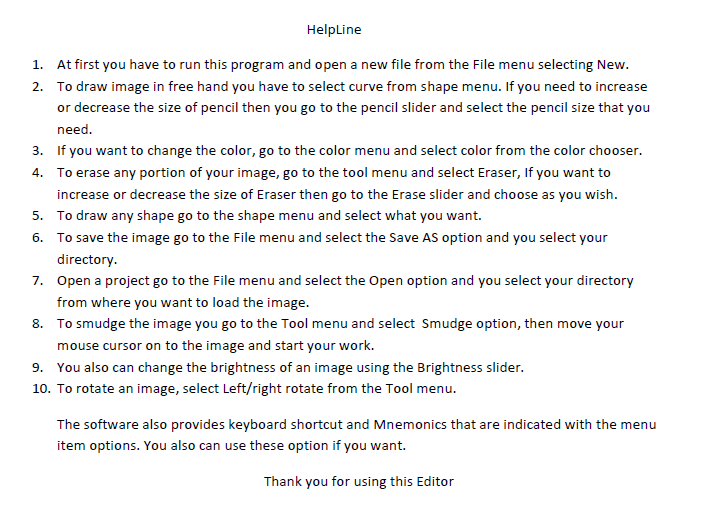 HelpLine
1. At first you have to run this program and open a new file from the File menu selecting New.
2. To draw image in free hand you have to select curve from shape menu. If you need to increase
or decrease the size of pencil then you go to the pencil slider and select the pencil size that you
need.
3. If you want to change the color, go to the color menu and select color from the color chooser.
4. To erase any portion of your image, go to the tool menu and select Eraser, If you want to
increase or decrease the size of Eraser then go to the Erase slider and choose as you wish.
5. To draw any shape go to the shape menu and select what you want.
6. To save the image go to the File menu and select the Save AS option and you select your
directory.
7. Open a project go to the File menu and select the Open option and you select your directory
from where you want to load the image.
8. To smudge the image you go to the Tool menu and select  Smudge option, then move your
mouse cursor on to the image and start your work.
9. You also can change the brightness of an image using the Brightness slider.
10. To rotate an image, select Left/right rotate from the Tool menu.
The software also provides keyboard shortcut and Mnemonics that are indicated with the menu
item options. You also can use these option if you want.
Thank you for using this Editor